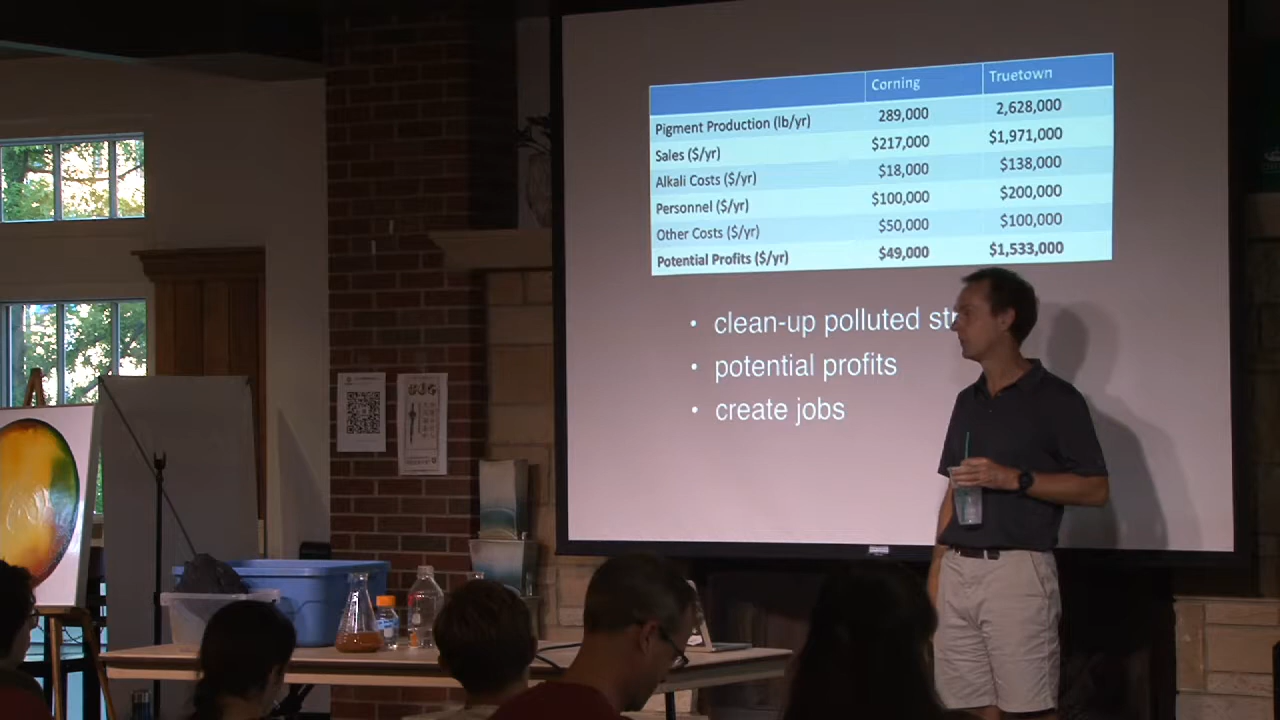 Corning Truetown
Pigment Production (lb/yr) 289,000 2,628,000
Sales ($/yr) $217,000 $1,971,000
Alkali Costs ($/yr) $18,000 $138,000
Personnel ($/yr) $100,000 $200,000
Other Costs ($/yr) $50,000 $100,000
Potential Profits ($/yr) $49,000 $1,533,000
• clean-up polluted
• potential profits
• create jobs